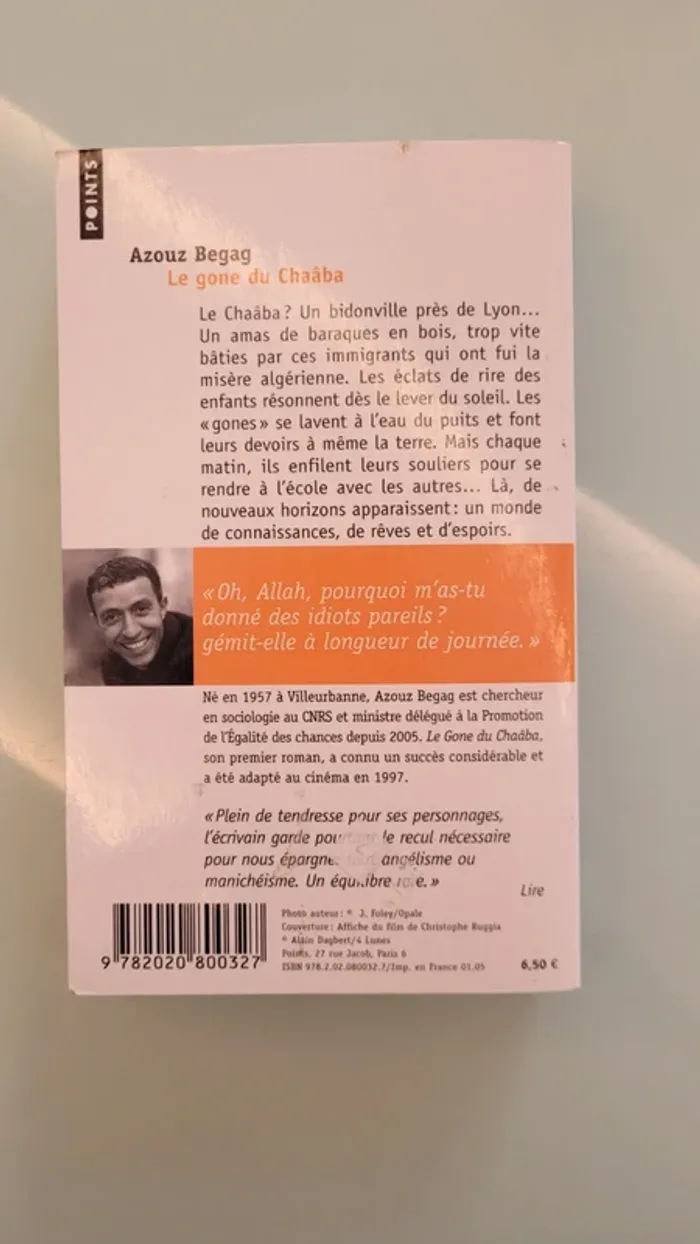 POINTS
Azouz Begag
Le gone du Chaâba
Le Chaâba ? Un bidonville près de Lyon...
Un amas de baraques en bois, trop vite
bâties par ces immigrants qui ont fui la
misère algérienne. Les éclats de rire des
enfants résonnent dès le lever du soleil. Les
« gones » se lavent à l'eau du puits et font
leurs devoirs à même la terre. Mais chaque
matin, ils enfilent leurs souliers pour se
rendre à l'école avec les autres... Là, de
nouveaux horizons apparaissent : un monde
de connaissances, de rêves et d'espoirs.
« Oh, Allah, pourquoi m'as-tu
donné des idiots pareils ?
gémit-elle à longueur de journée. »
Né en 1957 à Villeurbanne, Azouz Begag est chercheur
en sociologie au CNRS et ministre délégué à la Promotion
de l'Égalité des chances depuis 2005. Le Gone du Chaâba,
son premier roman, a connu un succès considérable et
a été adapté au cinéma en 1997.
« Plein de tendresse pour ses personnages,
l'écrivain garde le recul nécessaire
pour nous angélisme ou
manichéisme. Un équilibre »
Lire
Photo auteur : © J. Foley/Opale
Couverture : Affiche du film de Christophe Ruggia
© Alain Dagbert/4 Lunes
Points, 27 rue Jacob, Paris 6
ISBN 978.2.02.080032.7/Imp. en France 01.05
6,50 €
9 782020 800327